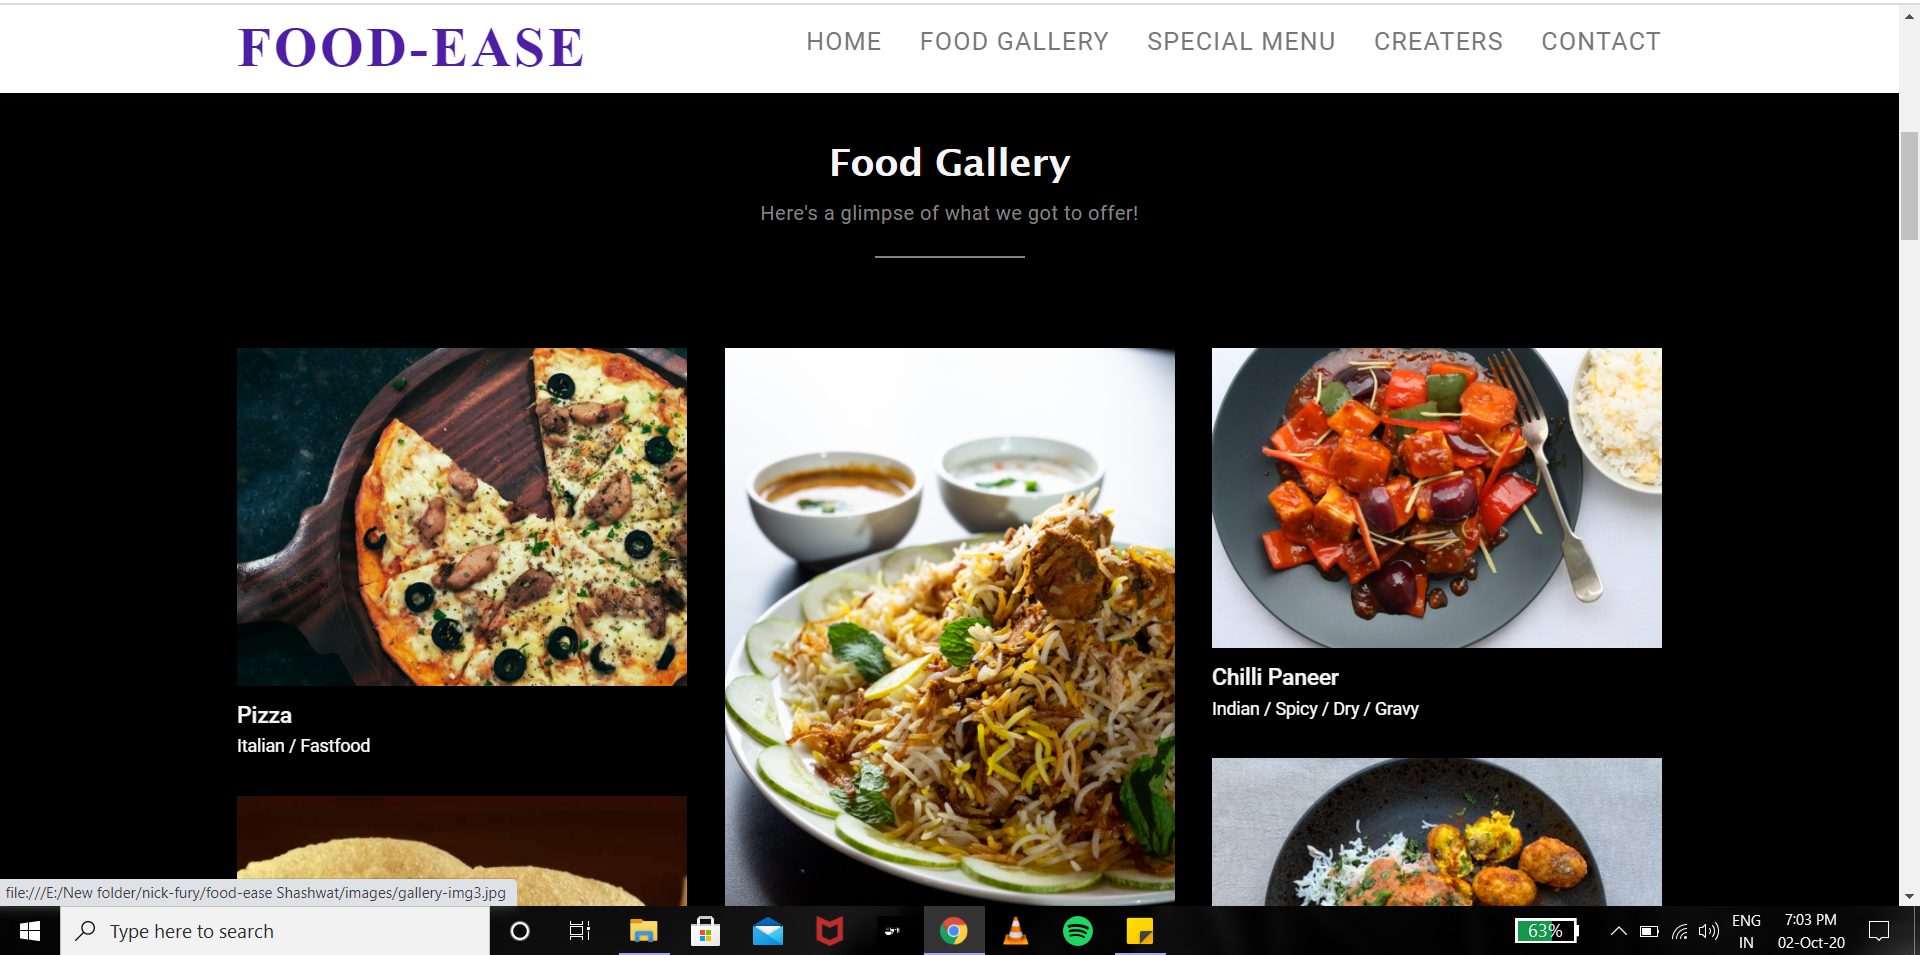 FOOD-EASE
HOME FOOD GALLERY SPECIAL MENU CREATERS CONTACT
Food Gallery
Here's a glimpse of what we got to offer!
Pizza
Italian / Fastfood
Chilli Paneer
Indian / Spicy / Dry / Gravy
file:///E:/New folder/nick-fury/food-ease Shashwat/images/gallery-img3.jpg
Type here to search
63%
ENG
IN
7:03 PM
02-Oct-20